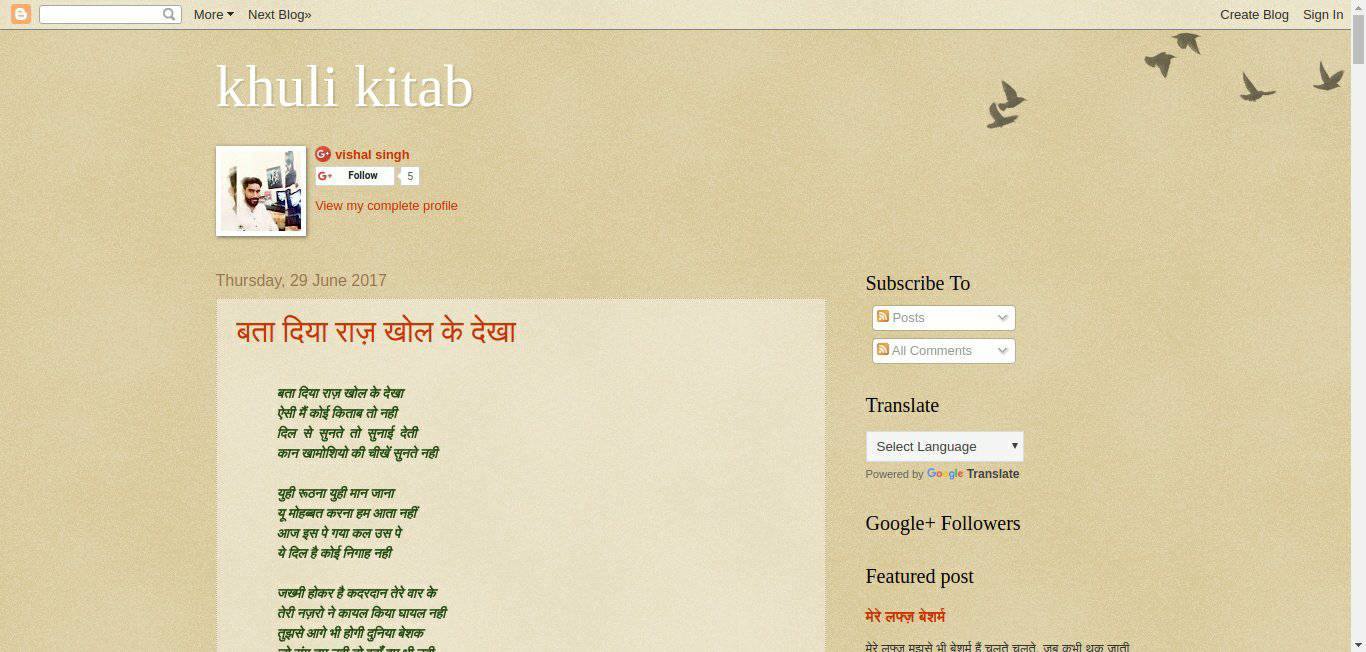 More
Next Blog»
Create Blog
Sign In
khuli kitab
vishal singh
Follow
5
View my complete profile
Thursday, 29 June 2017
बता दिया राज़ खोल के देखा
बता दिया राज़ खोल के देखा
ऐसी मैं कोई किताब तो नही
दिल से सुनते तो सुनाई देती
कान खामोशियो की चीखें सुनते नही
युही रूठना युही मान जाना
यू मोहब्बत करना हम आता नहीं
आज इस पे गया कल उस पे
ये दिल है कोई निगाह नही
जख्मी होकर है कदरदान तेरे वार के
तेरी नज़रो ने कायल किया घायल नही
तुझसे आगे भी होगी दुनिया बेशक
Subscribe To
Posts
All Comments
Translate
Select Language
Powered by Google Translate
Google+ Followers
Featured post
मेरे लफ्ज़ बेशर्म
मेरे लफ्ज़ मुझसे भी बेशर्म हैं चलते चलते, जब कभी थक जाती